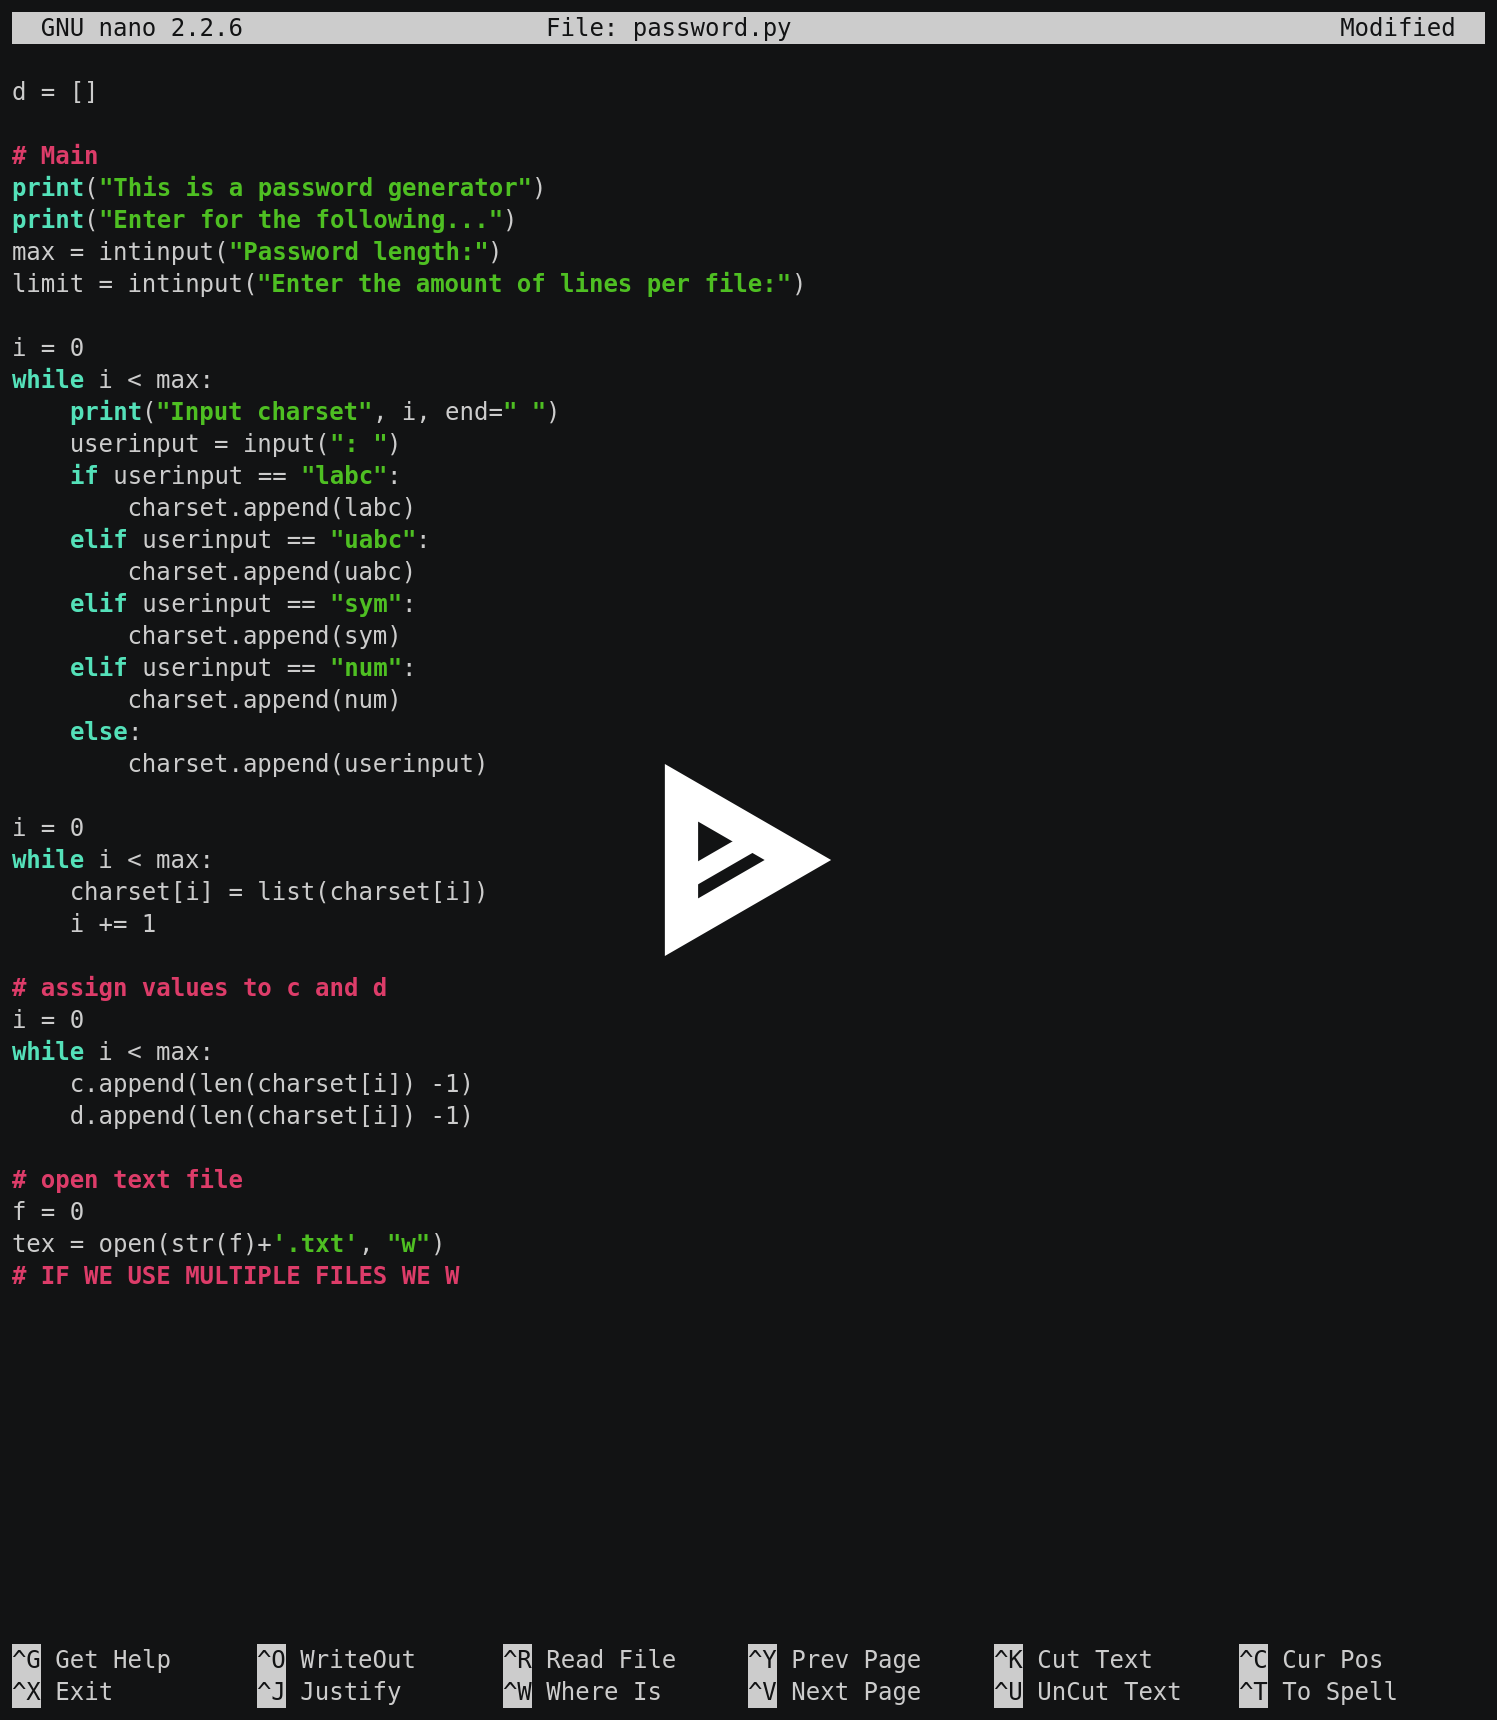 GNU nano 2.2.6 File: password.py Modified
d = []
# Main
print("This is a password generator")
print("Enter for the following...")
max = intinput("Password length:")
limit = intinput("Enter the amount of lines per file:")
i = 0
while i < max:
    print("Input charset", i, end=" ")
    userinput = input(": ")
    if userinput == "labc":
        charset.append(labc)
    elif userinput == "uabc":
        charset.append(uabc)
    elif userinput == "sym":
        charset.append(sym)
    elif userinput == "num":
        charset.append(num)
    else:
        charset.append(userinput)
i = 0
while i < max:
    charset[i] = list(charset[i])
    i += 1
# assign values to c and d
i = 0
while i < max:
    c.append(len(charset[i]) -1)
    d.append(len(charset[i]) -1)
# open text file
f = 0
tex = open(str(f)+'.txt', "w")
# IF WE USE MULTIPLE FILES WE W
^G Get Help ^O WriteOut ^R Read File ^Y Prev Page ^K Cut Text ^C Cur Pos
^X Exit ^J Justify ^W Where Is ^V Next Page ^U UnCut Text ^T To Spell